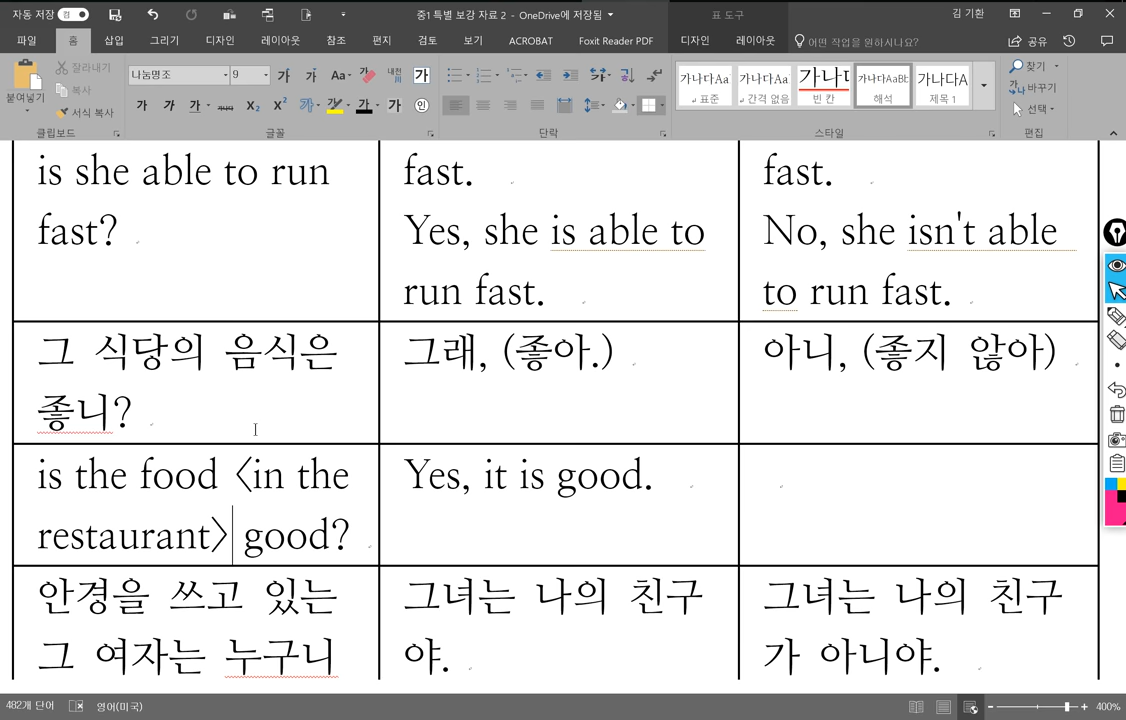 자동 저장 켬
중1 특별 보강 자료 2 - OneDrive에 저장됨
표 도구
김 기환
파일 홈 삽입 그리기 디자인 레이아웃 참조 편지 검토 보기 ACROBAT Foxit Reader PDF 디자인 레이아웃 어떤 작업을 원하시나요? 공유
붙여넣기
잘라내기
복사
서식 복사
클립보드
나눔명조 9
글꼴
단락
가나다Aa 표준
가나다Aa 간격 없음
빈 칸
가나다AaBb 해석
가나다A 제목 1
스타일
찾기
바꾸기
선택
편집
is she able to run
fast?
fast.
Yes, she is able to
run fast.
fast.
No, she isn't able
to run fast.
그 식당의 음식은
좋니?
그래, (좋아.)
아니, (좋지 않아)
is the food 〈in the
restaurant〉 good?
Yes, it is good.
안경을 쓰고 있는
그 여자는 누구니
그녀는 나의 친구
야.
그녀는 나의 친구
가 아니야.
482개 단어 영어(미국) 400%